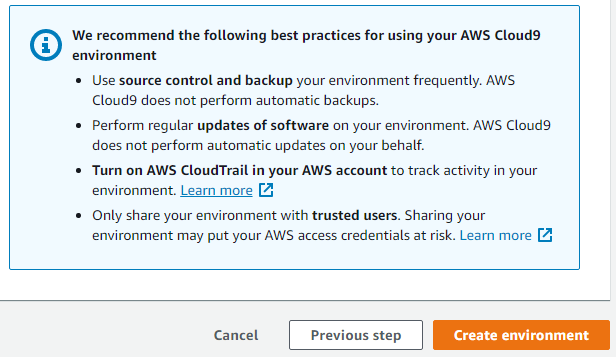 We recommend the following best practices for using your AWS Cloud9
environment
• Use source control and backup your environment frequently. AWS
Cloud9 does not perform automatic backups.
• Perform regular updates of software on your environment. AWS Cloud9
does not perform automatic updates on your behalf.
• Turn on AWS CloudTrail in your AWS account to track activity in your
environment. Learn more
• Only share your environment with trusted users. Sharing your
environment may put your AWS access credentials at risk. Learn more
Cancel Previous step Create environment